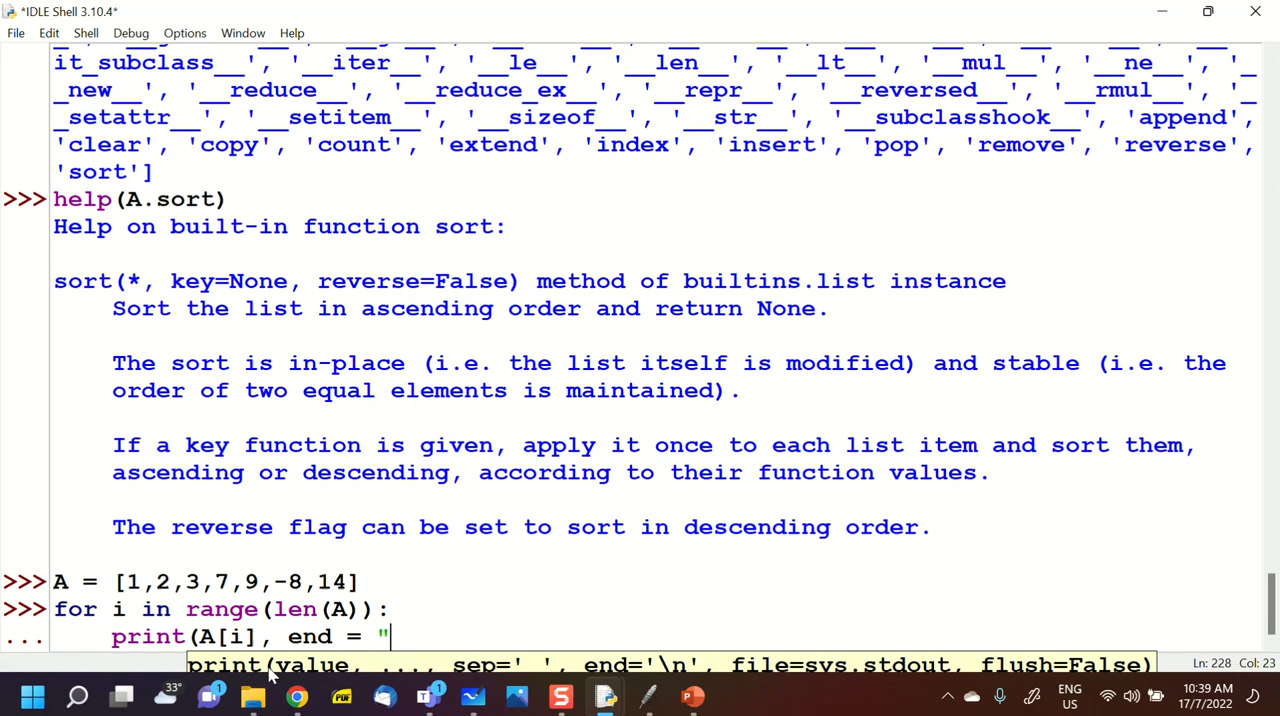 *IDLE Shell 3.10.4*
File Edit Shell Debug Options Window Help
it_subclass__', '__iter__', '__le__', '__len__', '__lt__', '__mul__', '__ne__', '_
_new__', '__reduce__', '__reduce_ex__', '__repr__', '__reversed__', '__rmul__', '_
_setattr__', '__setitem__', '__sizeof__', '__str__', '__subclasshook__', 'append',
'clear', 'copy', 'count', 'extend', 'index', 'insert', 'pop', 'remove', 'reverse',
'sort']
>>> help(A.sort)
Help on built-in function sort:
sort(*, key=None, reverse=False) method of builtins.list instance
Sort the list in ascending order and return None.
The sort is in-place (i.e. the list itself is modified) and stable (i.e. the
order of two equal elements is maintained).
If a key function is given, apply it once to each list item and sort them,
ascending or descending, according to their function values.
The reverse flag can be set to sort in descending order.
>>> A = [1,2,3,7,9,-8,14]
>>> for i in range(len(A)):
... print(A[i], end = "
print(value, ..., sep=' ', end='\n', file=sys.stdout, flush=False)
Ln: 228 Col: 23
33°
1
PDF
1
ENG
US
10:39 AM
17/7/2022